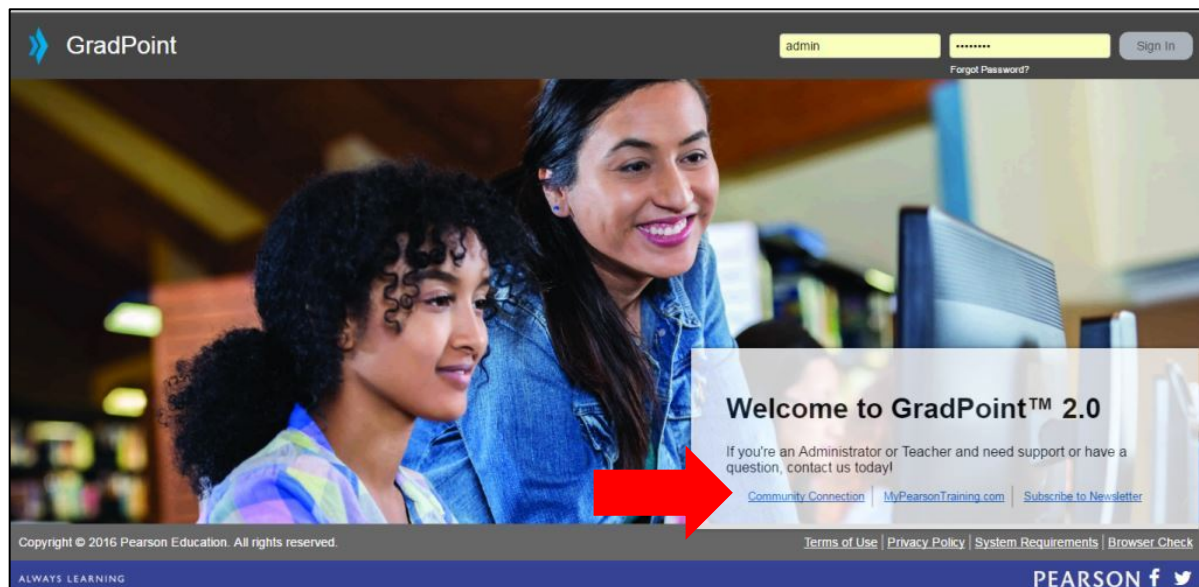 GradPoint
admin
••••••••
Sign In
Forgot Password?
Welcome to GradPoint™ 2.0
If you're an Administrator or Teacher and need support or have a
question, contact us today!
Community Connection | MyPearsonTraining.com | Subscribe to Newsletter
Copyright © 2016 Pearson Education. All rights reserved.
Terms of Use | Privacy Policy | System Requirements | Browser Check
ALWAYS LEARNING
PEARSON